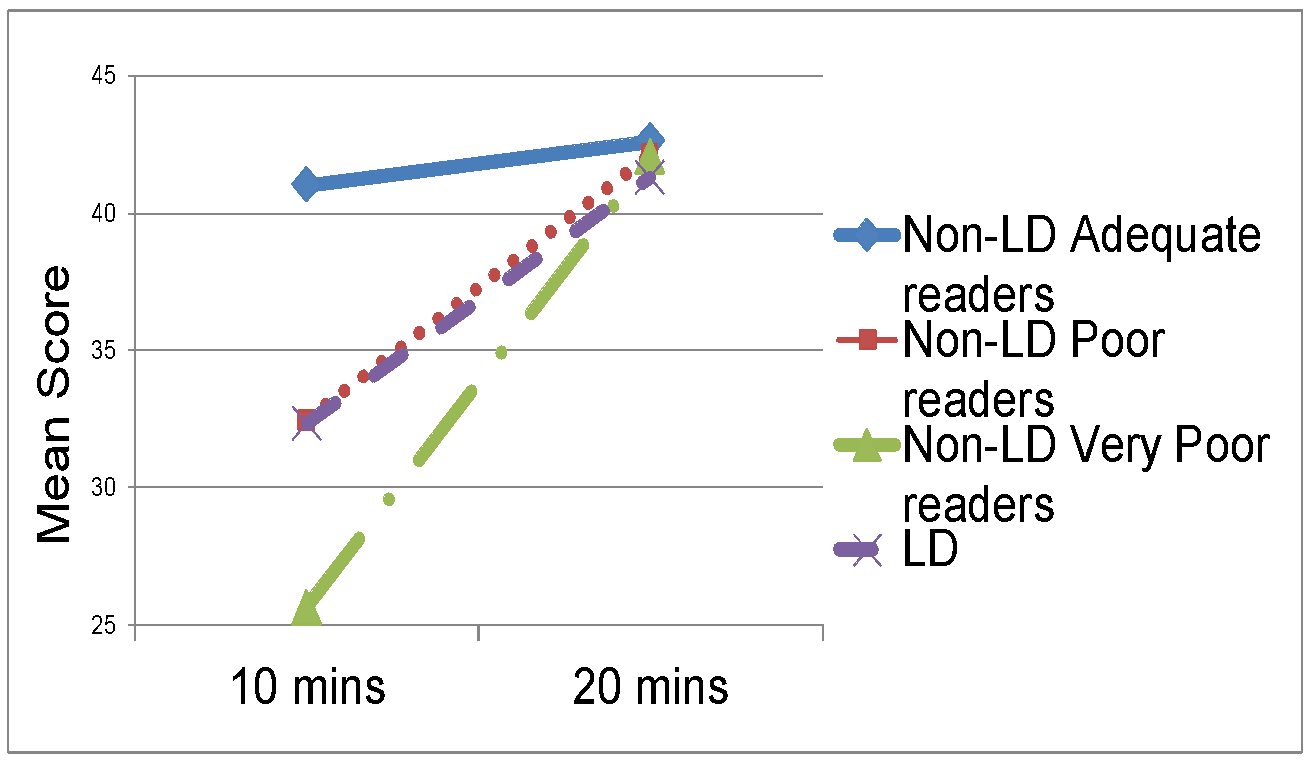 45
40
35
30
25
Mean Score
10 mins
20 mins
Non-LD Adequate
readers
Non-LD Poor
readers
Non-LD Very Poor
readers
LD